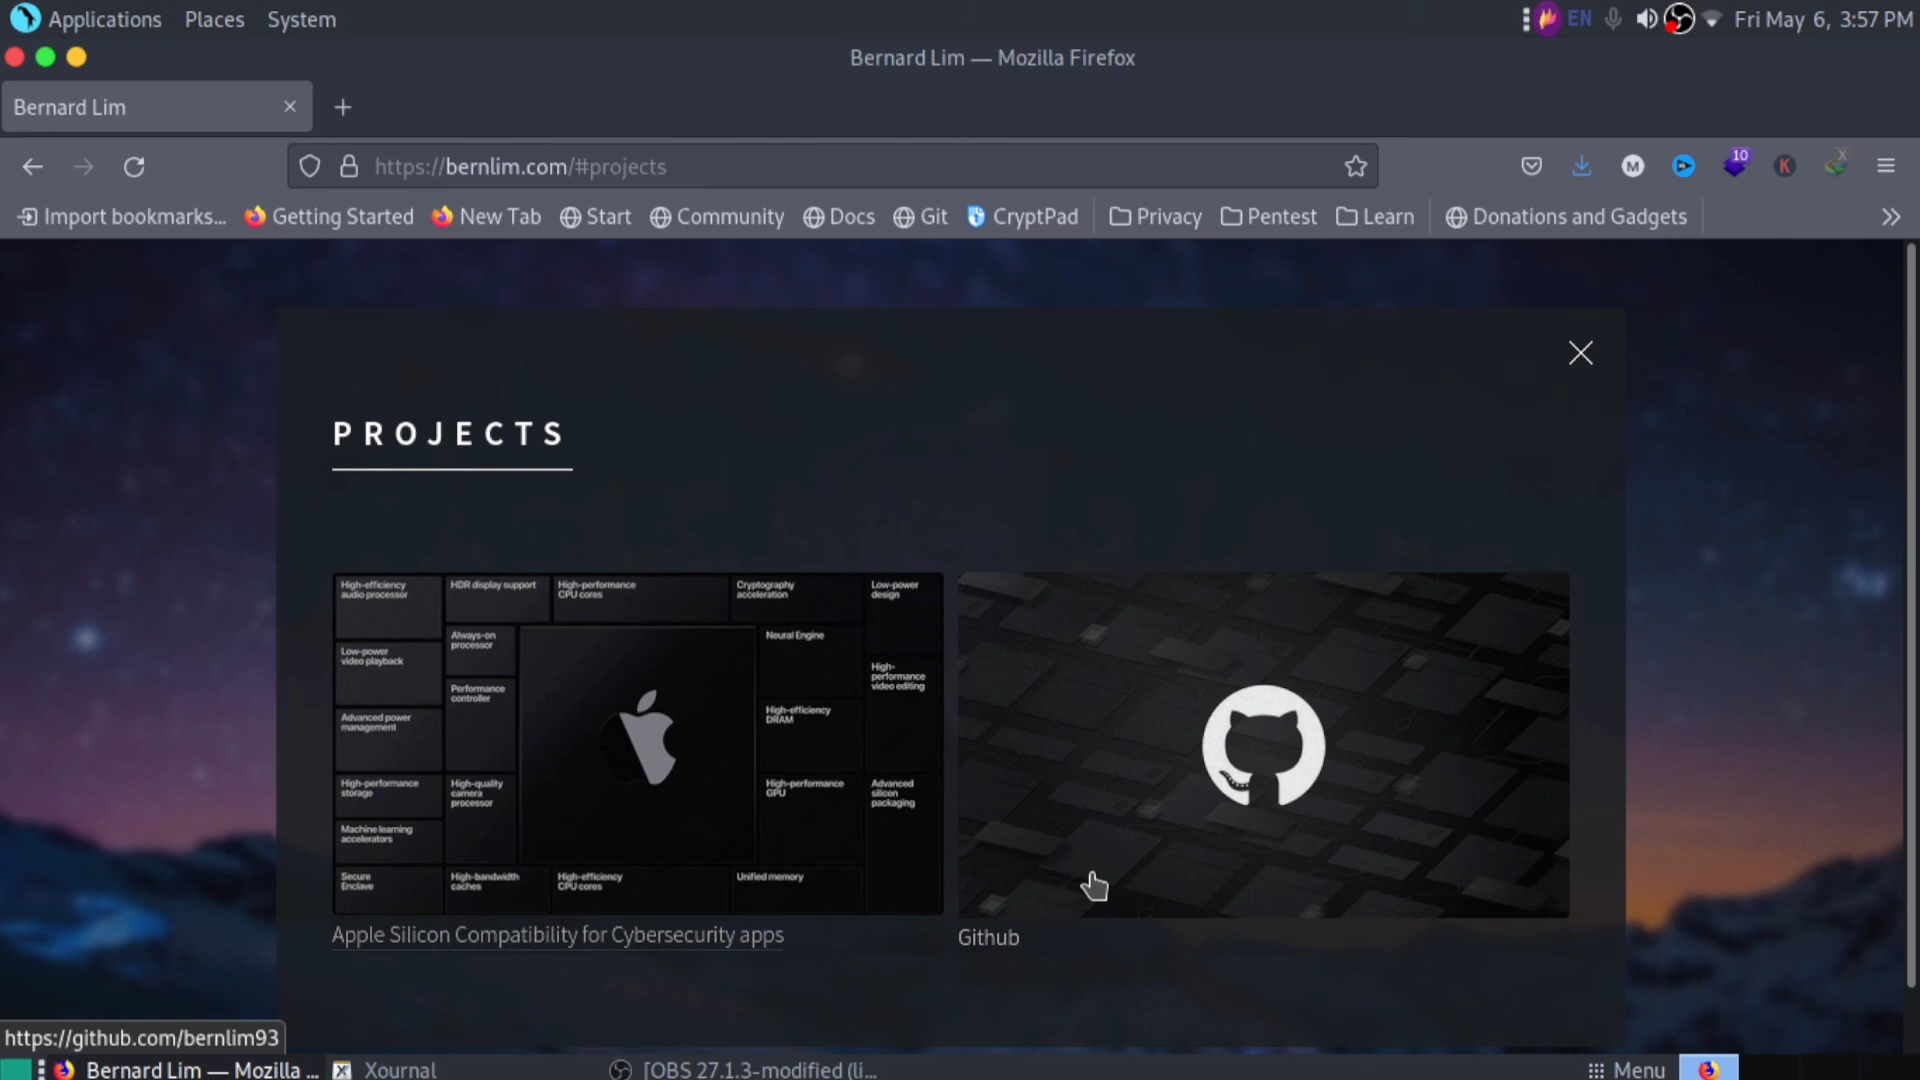 Applications Places System
EN
Fri May 6, 3:57 PM
Bernard Lim — Mozilla Firefox
Bernard Lim
https://bernlim.com/#projects
M
10
K
X
Import bookmarks...
Getting Started
New Tab
Start
Community
Docs
Git
CryptPad
Privacy
Pentest
Learn
Donations and Gadgets
PROJECTS
High-efficiency
audio processor
HDR display support
High-performance
CPU cores
Cryptography
acceleration
Low-power
design
Always-on
processor
Neural Engine
Low-power
video playback
High-
performance
video editing
Performance
controller
High-efficiency
DRAM
Advanced power
management
High-performance
storage
High-quality
camera
processor
High-performance
GPU
Advanced
silicon
packaging
Machine learning
accelerators
Secure
Enclave
High-bandwidth
caches
High-efficiency
CPU cores
Unified memory
Apple Silicon Compatibility for Cybersecurity apps
Github
https://github.com/bernlim93
Bernard Lim — Mozilla ...
Xournal
[OBS 27.1.3-modified (li...
Menu